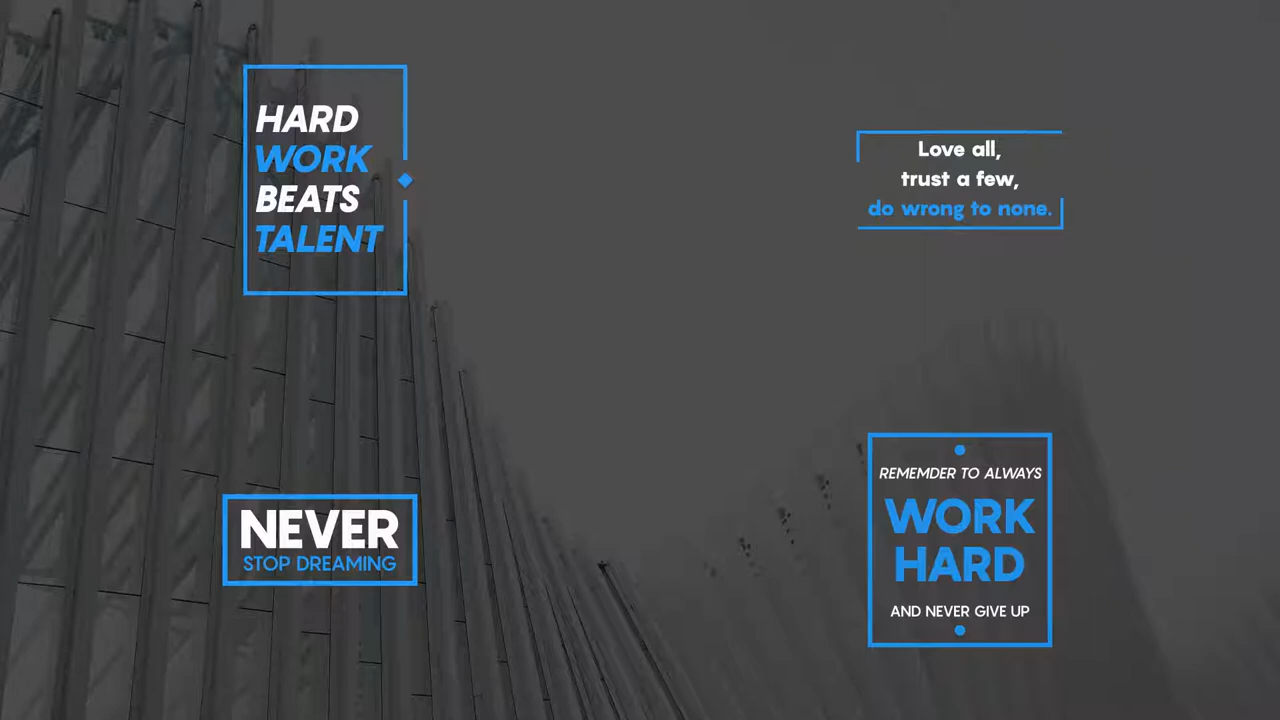 HARD
WORK
BEATS
TALENT
Love all,
trust a few,
do wrong to none.
NEVER
STOP DREAMING
REMEMDER TO ALWAYS
WORK
HARD
AND NEVER GIVE UP